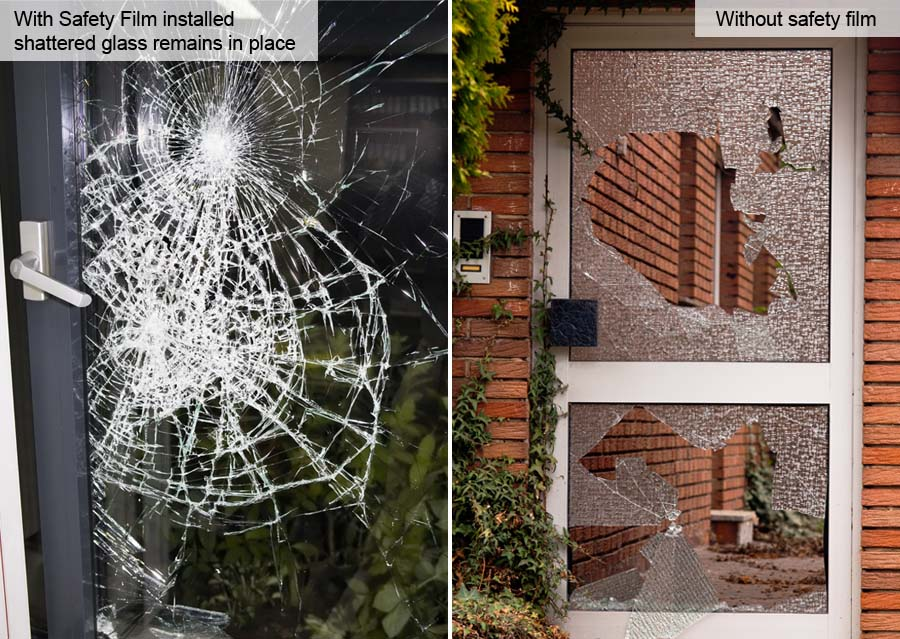 With Safety Film installed
shattered glass remains in place
Without safety film